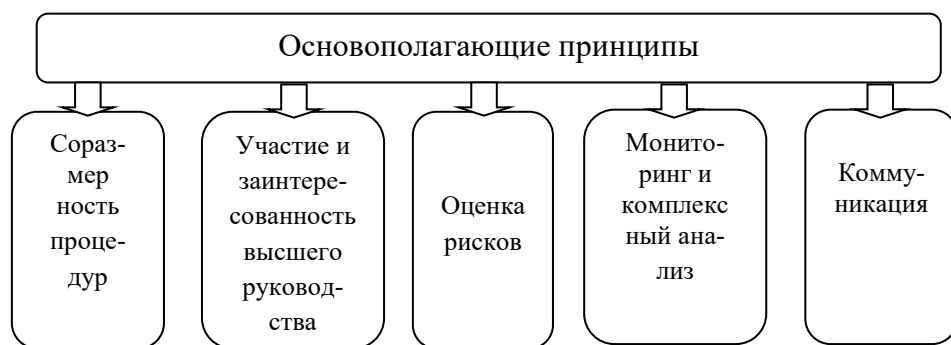 Основополагающие принципы
Сораз-
мер
ность
проце-
дур
Участие и
заинтере-
сованность
высшего
руковод-
ства
Оценка
рисков
Монито-
ринг и
комплекс
ный ана-
лиз
Комму-
никация